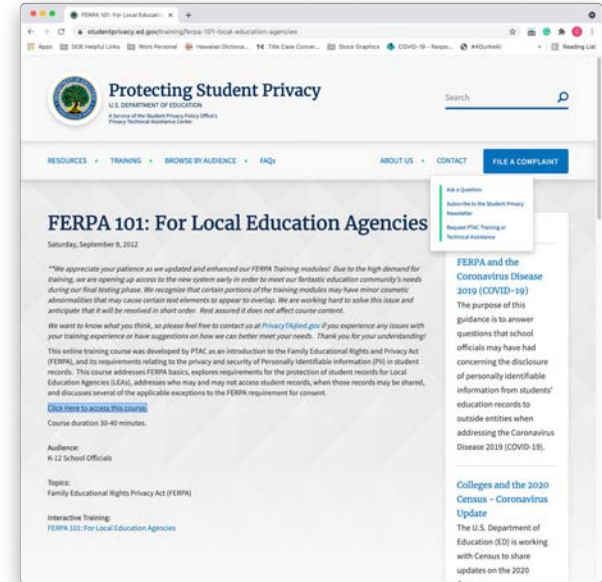 FERPA 101: For Local Education
studentprivacy.ed.gov/training/ferpa-101-local-education-agencies
Apps DOE Helpful Links Work Personal Hawaiian Dictiona... Title Case Conver... Stock Graphics COVID-19 - Respo... #4OurKeiki Reading List
Protecting Student Privacy
U.S. DEPARTMENT OF EDUCATION
A Service of the Student Privacy Policy Office's
Privacy Technical Assistance Center
Search
RESOURCES TRAINING BROWSE BY AUDIENCE FAQs ABOUT US CONTACT FILE A COMPLAINT
Ask a Question
Subscribe to the Student Privacy
Newsletter
Request PTAC Training or
Technical Assistance
FERPA 101: For Local Education Agencies
Saturday, September 8, 2012
**We appreciate your patience as we updated and enhanced our FERPA Training modules! Due to the high demand for
training, we are opening up access to the new system early in order to meet our fantastic education community's needs
during our final testing phase. We recognize that certain portions of the training modules may have minor cosmetic
abnormalities that may cause certain text elements to appear to overlap. We are working hard to solve this issue and
anticipate that it will be resolved in short order. Rest assured it does not affect course content.
We want to know what you think, so please feel free to contact us at PrivacyTA@ed.gov if you experience any issues with
your training experience or have suggestions on how we can better meet your needs. Thank you for your understanding!
This online training course was developed by PTAC as an introduction to the Family Educational Rights and Privacy Act
(FERPA), and its requirements relating to the privacy and security of Personally Identifiable Information (PII) in student
records. This course addresses FERPA basics, explores requirements for the protection of student records for Local
Education Agencies (LEAs), addresses who may and may not access student records, when those records may be shared,
and discusses several of the applicable exceptions to the FERPA requirement for consent.
Click Here to access this course.
Course duration 30-40 minutes.
Audience:
K-12 School Officials
Topics:
Family Educational Rights Privacy Act (FERPA)
Interactive Training:
FERPA 101: For Local Education Agencies
FERPA and the
Coronavirus Disease
2019 (COVID-19)
The purpose of this
guidance is to answer
questions that school
officials may have had
concerning the disclosure
of personally identifiable
information from students'
education records to
outside entities when
addressing the Coronavirus
Disease 2019 (COVID-19).
Colleges and the 2020
Census - Coronavirus
Update
The U.S. Department of
Education (ED) is working
with Census to share
updates on the 2020